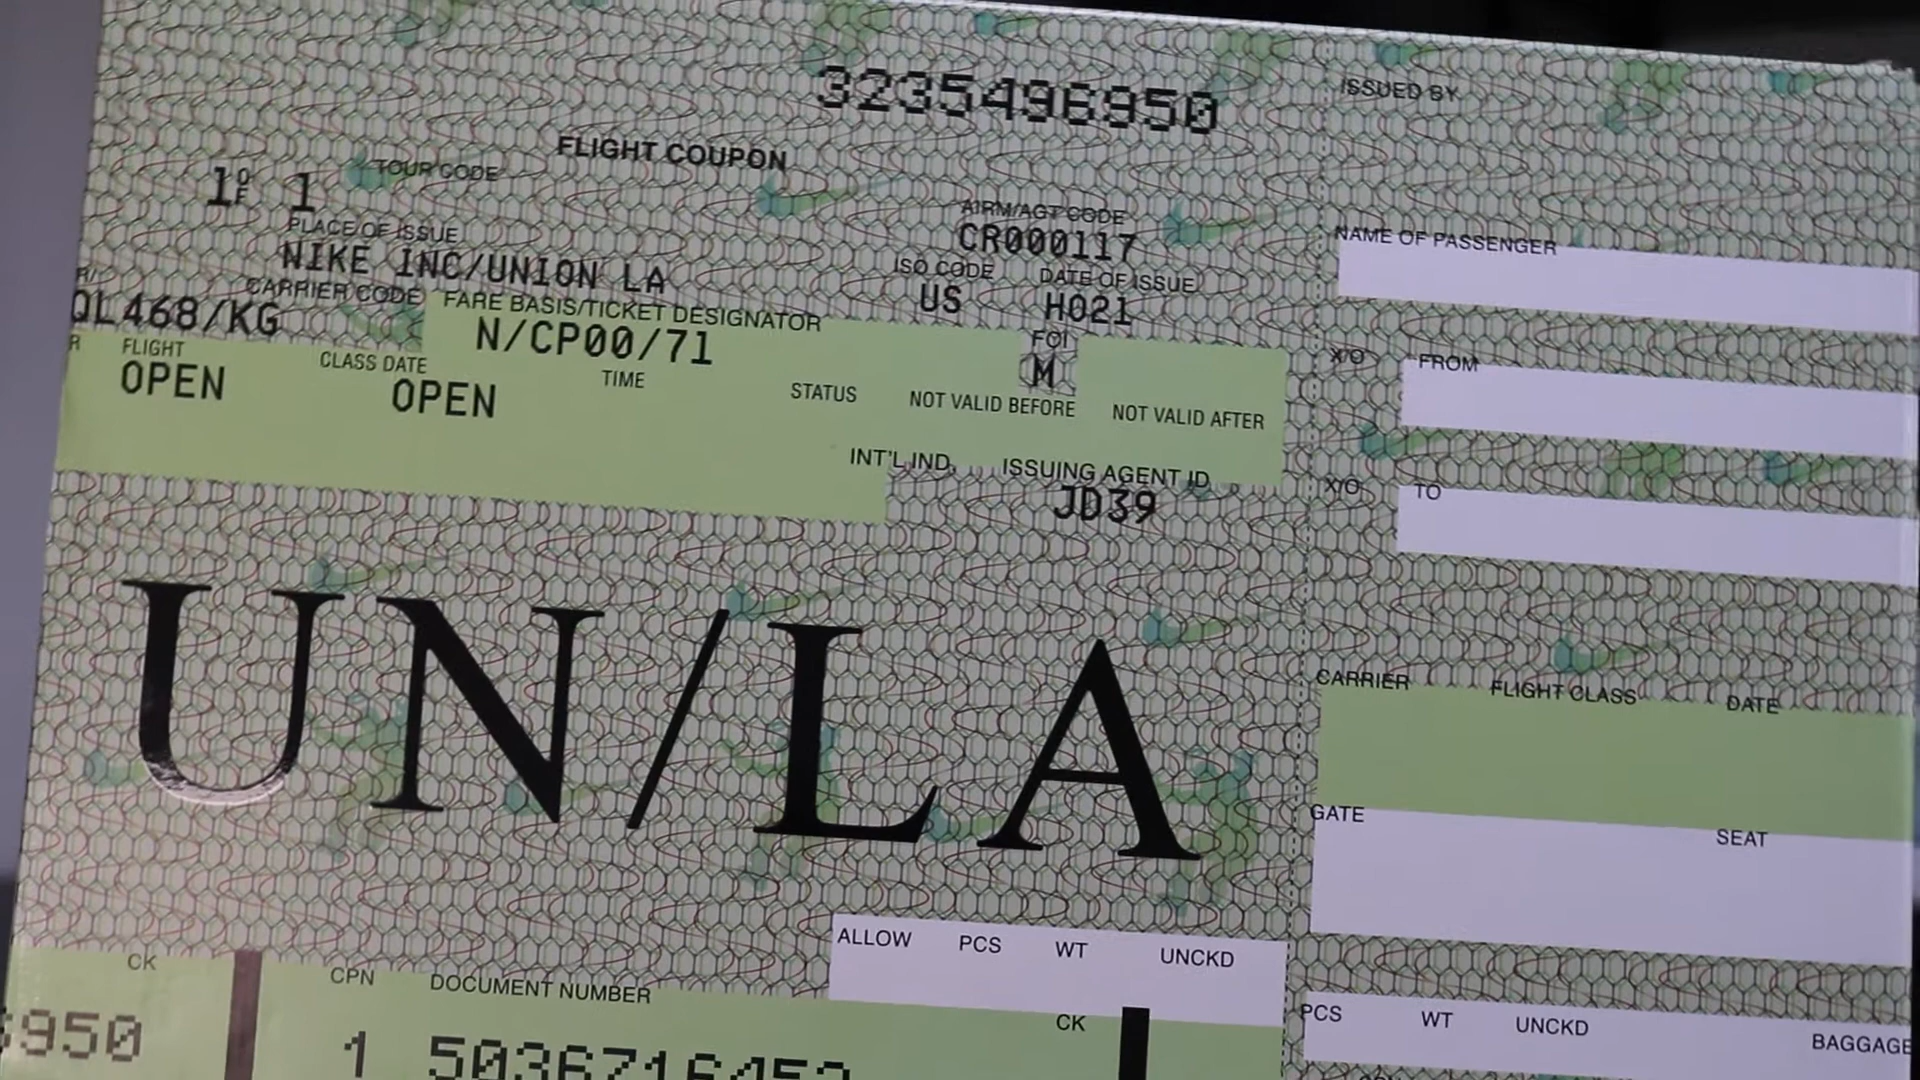 3235496950
ISSUED BY
FLIGHT COUPON
1 OF 1
TOUR CODE
AIRM/AGT CODE
CR000117
PLACE OF ISSUE
NIKE INC/UNION LA
NAME OF PASSENGER
ISO CODE
US
DATE OF ISSUE
H021
CARRIER CODE
QL468/KG
FARE BASIS/TICKET DESIGNATOR
N/CP00/71
FOI
M
X/O
FROM
FLIGHT
OPEN
CLASS DATE
OPEN
TIME
STATUS
NOT VALID BEFORE
NOT VALID AFTER
INT'L IND.
ISSUING AGENT ID
JD39
X/O
TO
UN/LA
CARRIER
FLIGHT CLASS
DATE
GATE
SEAT
ALLOW PCS WT UNCKD
CK
CPN
DOCUMENT NUMBER
CK
PCS WT UNCKD BAGGAGE
950
1